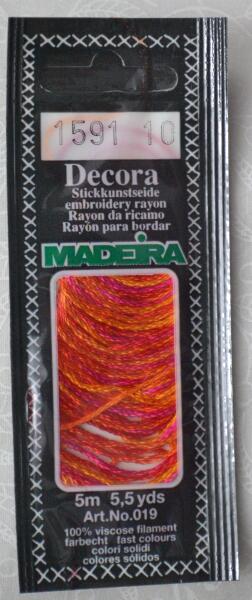 1591 10
Decora
Stickkunstseide
embroidery rayon
Rayon da ricamo
Rayón para bordar
MADEIRA
5m 5,5 yds
Art.No.019
100% viscose filament
farbecht fast colours
colori solidi
colores sólidos